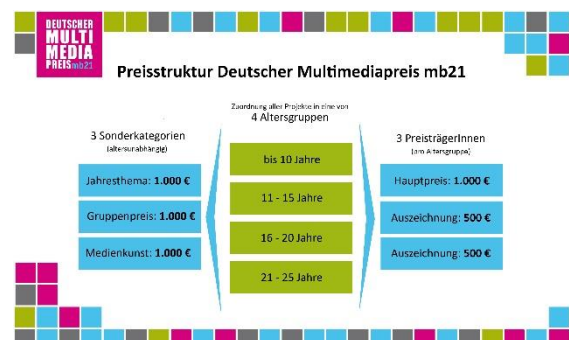 DEUTSCHER
MULTI
MEDIA
PREISmb21
Preisstruktur Deutscher Multimediapreis mb21
Zuordnung aller Projekte in eine von
4 Altersgruppen
3 Sonderkategorien
(altersunabhängig)
Jahresthema: 1.000 €
Gruppenpreis: 1.000 €
Medienkunst: 1.000 €
bis 10 Jahre
11 - 15 Jahre
16 - 20 Jahre
21 - 25 Jahre
3 PreisträgerInnen
(pro Altersgruppe)
Hauptpreis: 1.000 €
Auszeichnung: 500 €
Auszeichnung: 500 €